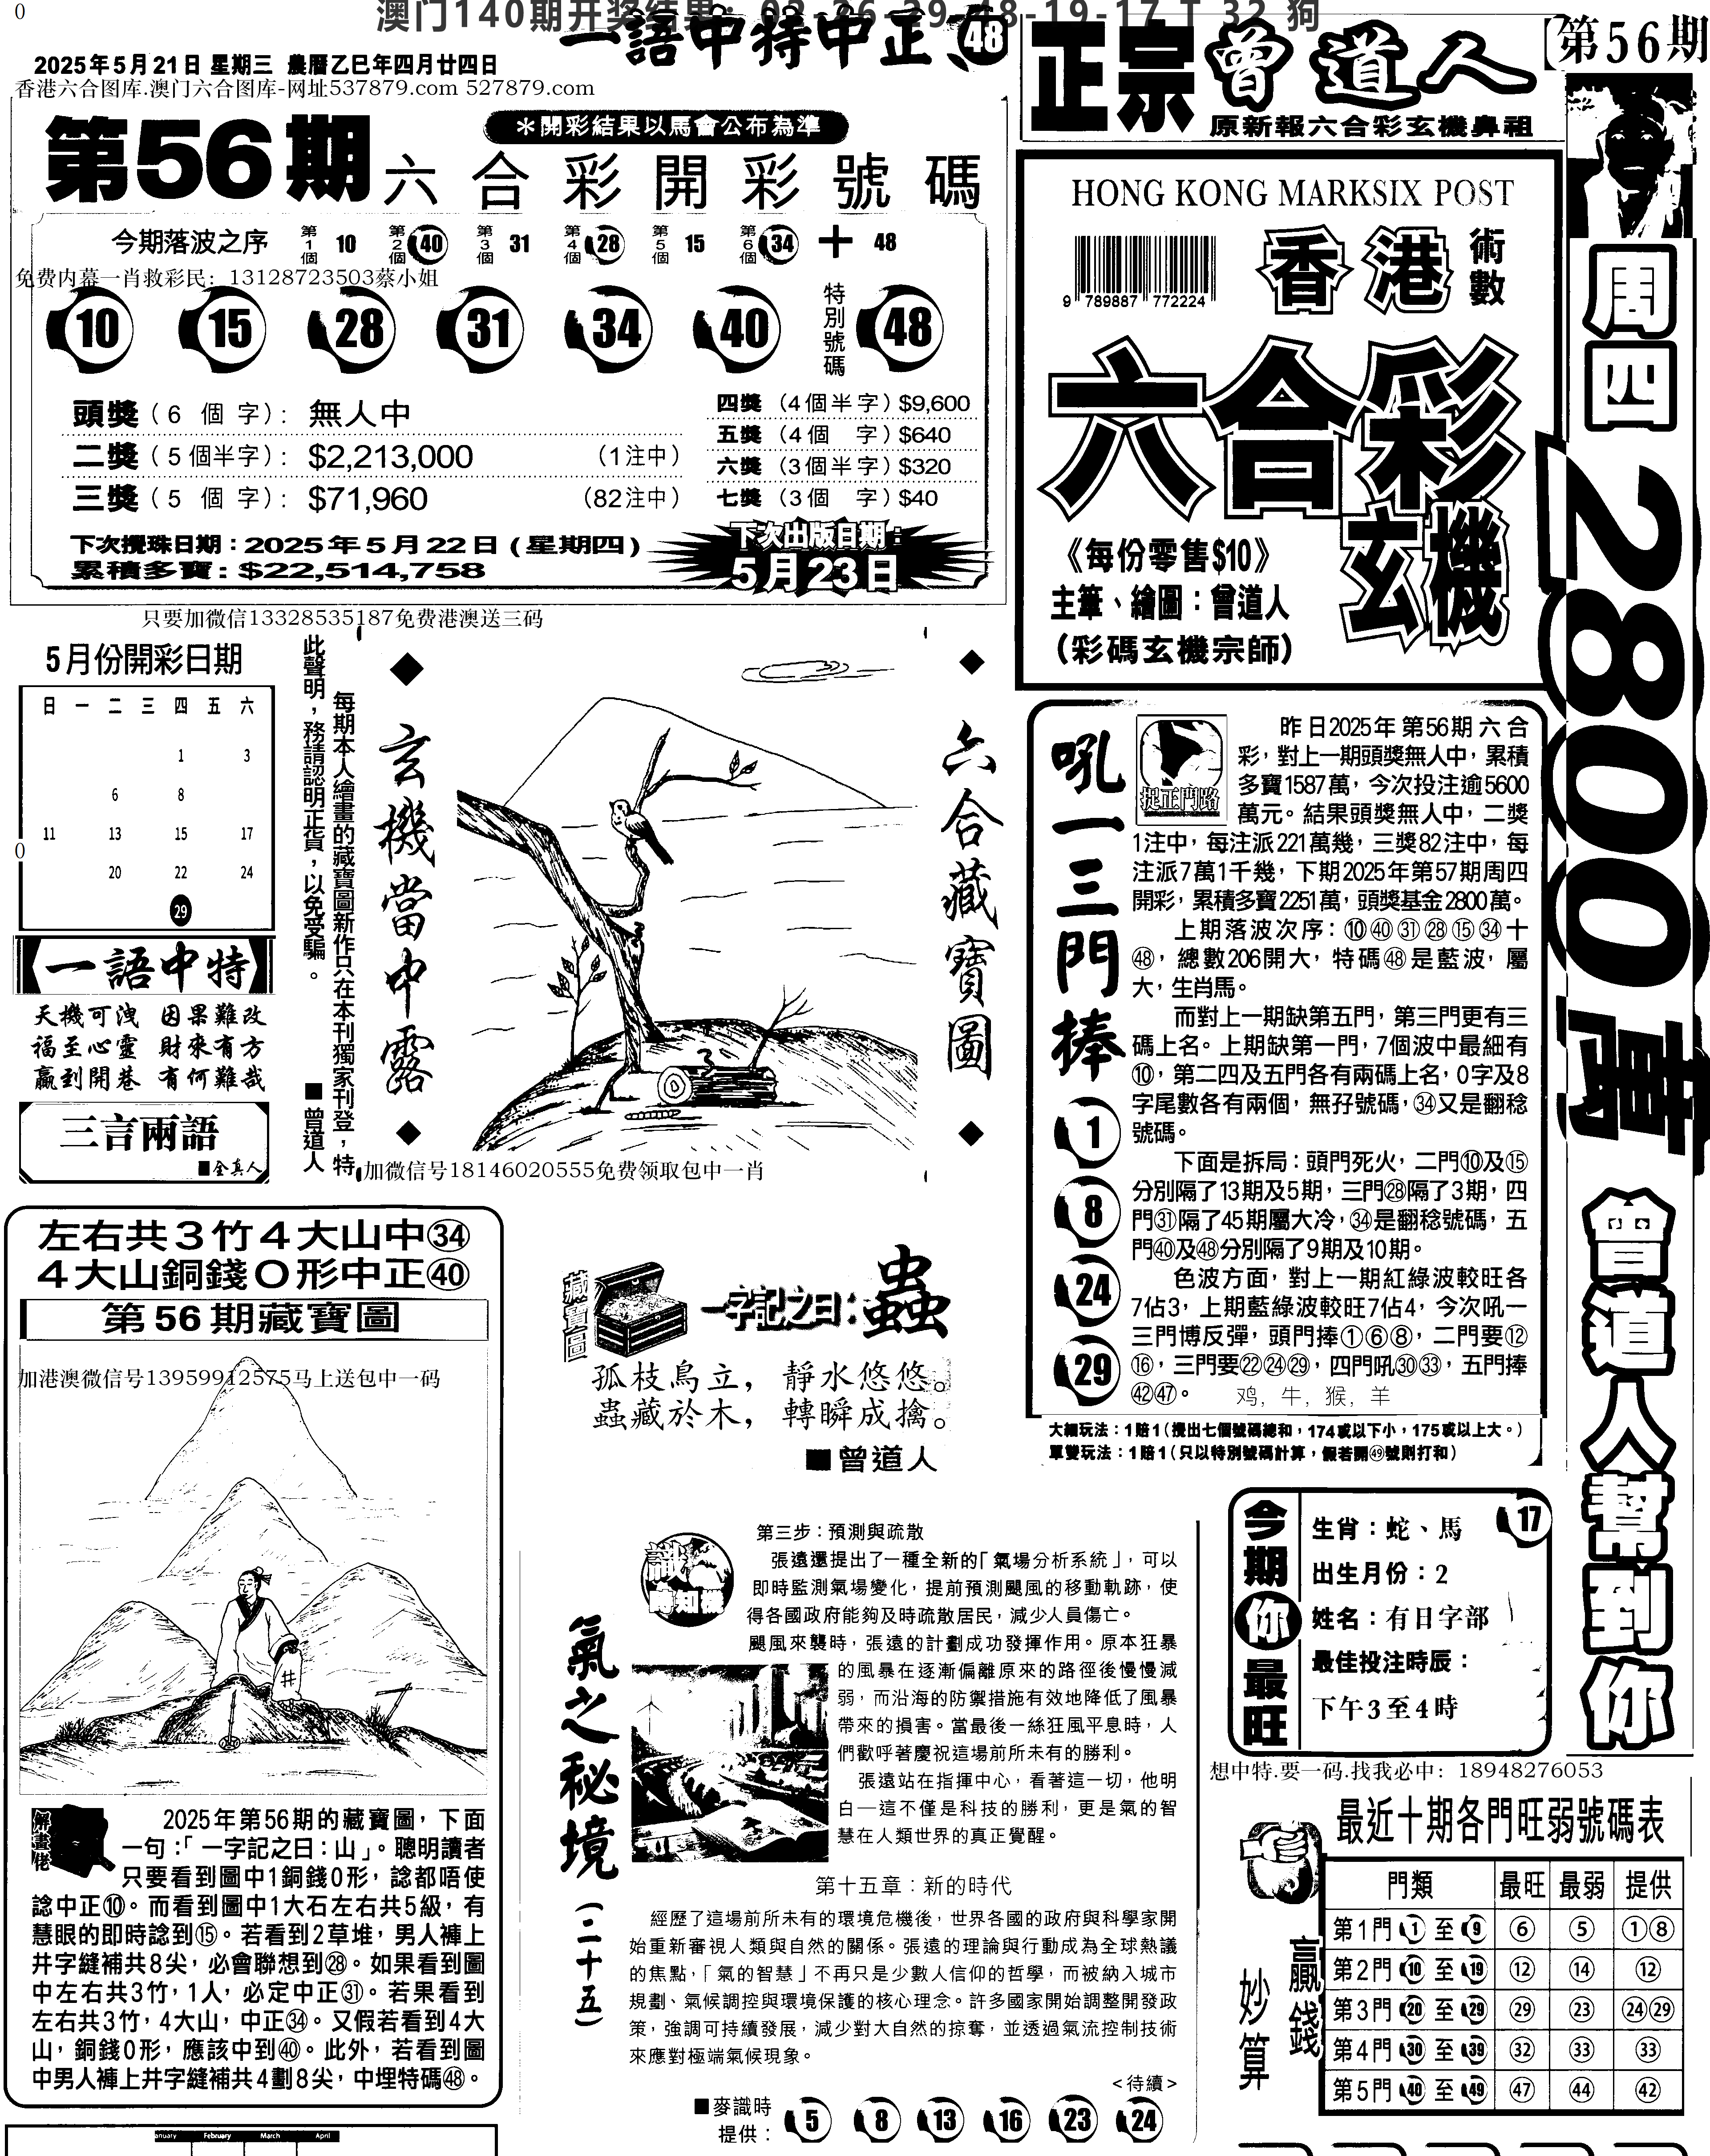 澳门140期开奖结果：
一語中特中正
48
2025年5月21日 星期三 農曆乙巳年四月廿四日
香港六合图库.澳门六合图库-网址537879.com 527879.com
第56期六合彩開彩號碼
＊開彩結果以馬會公布為準
今期落波之序 第1個 10 第2個 40 第3個 31 第4個 28 第5個 15 第6個 34 ＋ 48
免费内幕一肖救彩民：13128723503蔡小姐
10 15 28 31 34 40 特別號碼 48
頭獎（6 個 字）：無人中
二獎（5個半字）：$2,213,000 （1注中）
三獎（5 個 字）：$71,960 （82注中）
四獎（4個半字）$9,600
五獎（4個 字）$640
六獎（3個半字）$320
七獎（3個 字）$40
下次攪珠日期：2025年5月22日（星期四）
累積多寶：$22,514,758
下次出版日期：
5月23日
只要加微信13328535187免费港澳送三码
正宗曾道人
原新報六合彩玄機鼻祖
【第56期
HONG KONG MARKSIX POST
9 789887 772224
香港
術數
六合彩
玄機
《每份零售$10》
主筆、繪圖：曾道人
（彩碼玄機宗師）
周四2800萬
曾道人幫到你
5月份開彩日期
日 一 二 三 四 五 六
1 3
6 8
11 13 15 17
20 22 24
29
一語中特
天機可洩 因果難改
福至心靈 財來有方
贏到開巷 有何難哉
三言兩語
■全真人
每期本人繪畫的藏寶圖新作只在本刊獨家刊登，特
此聲明，務請認明正貨，以免受騙。 ■曾道人
◆玄機當中露◆
◆六合藏寶圖◆
加微信号18146020555免费领取包中一肖
吼一三門捧
1
8
24
29
捉正門路
昨日2025年第56期六合
彩，對上一期頭獎無人中，累積
多寶1587萬，今次投注逾5600
萬元。結果頭獎無人中，二獎
1注中，每注派221萬幾，三獎82注中，每
注派7萬1千幾，下期2025年第57期周四
開彩，累積多寶2251萬，頭獎基金2800萬。
上期落波次序：⑩㊵㉛㉘⑮㉞十
㊽，總數206開大，特碼㊽是藍波，屬
大，生肖馬。
而對上一期缺第五門，第三門更有三
碼上名。上期缺第一門，7個波中最細有
⑩，第二四及五門各有兩碼上名，0字及8
字尾數各有兩個，無孖號碼，㉞又是翻稔
號碼。
下面是拆局：頭門死火，二門⑩及⑮
分別隔了13期及5期，三門㉘隔了3期，四
門㉛隔了45期屬大冷，㉞是翻稔號碼，五
門㊵及㊽分別隔了9期及10期。
色波方面，對上一期紅綠波較旺各
7佔3，上期藍綠波較旺7佔4，今次吼一
三門博反彈，頭門捧①⑥⑧，二門要⑫
⑯，三門要㉒㉔㉙，四門吼㉚㉝，五門捧
㊷㊼。 鸡，牛，猴，羊
大細玩法：1賠1（攪出七個號碼總和，174或以下小，175或以上大。）
單雙玩法：1賠1（只以特別號碼計算，假若開㊾號則打和）
左右共3竹4大山中㉞
4大山銅錢0形中正㊵
第56期藏寶圖
加港澳微信号13959912575马上送包中一码
井
解畫佬
2025年第56期的藏寶圖，下面
一句：「一字記之日：山」。聰明讀者
只要看到圖中1銅錢0形，諗都唔使
諗中正⑩。而看到圖中1大石左右共5級，有
慧眼的即時諗到⑮。若看到2草堆，男人褲上
井字縫補共8尖，必會聯想到㉘。如果看到圖
中左右共3竹，1人，必定中正㉛。若果看到
左右共3竹，4大山，中正㉞。又假若看到4大
山，銅錢0形，應該中到㊵。此外，若看到圖
中男人褲上井字縫補共4劃8尖，中埋特碼㊽。
February March April
藏寶圖
一字記之曰：蟲
孤枝鳥立，靜水悠悠。
蟲藏於木，轉瞬成擒。
■曾道人
氣之秘境（二十五）
第三步：預測與疏散
張遠還提出了一種全新的「氣場分析系統」，可以
即時監測氣場變化，提前預測颶風的移動軌跡，使
得各國政府能夠及時疏散居民，減少人員傷亡。
颶風來襲時，張遠的計劃成功發揮作用。原本狂暴
的風暴在逐漸偏離原來的路徑後慢慢減
弱，而沿海的防禦措施有效地降低了風暴
帶來的損害。當最後一絲狂風平息時，人
們歡呼著慶祝這場前所未有的勝利。
張遠站在指揮中心，看著這一切，他明
白—這不僅是科技的勝利，更是氣的智
慧在人類世界的真正覺醒。
第十五章：新的時代
經歷了這場前所未有的環境危機後，世界各國的政府與科學家開
始重新審視人類與自然的關係。張遠的理論與行動成為全球熱議
的焦點，「氣的智慧」不再只是少數人信仰的哲學，而被納入城市
規劃、氣候調控與環境保護的核心理念。許多國家開始調整開發政
策，強調可持續發展，減少對大自然的掠奪，並透過氣流控制技術
來應對極端氣候現象。
<待續>
■麥識時
提供： 5 8 13 16 23 24
今期你最旺
17
生肖：蛇、馬
出生月份：2
姓名：有日字部
最佳投注時辰：
下午3至4時
想中特.要一码.找我必中：18948276053
最近十期各門旺弱號碼表
妙算
贏錢
門類 最旺 最弱 提供
第1門 1 至 9 ⑥ ⑤ ①⑧
第2門 10 至 19 ⑫ ⑭ ⑫
第3門 20 至 29 ㉙ ㉓ ㉔㉙
第4門 30 至 39 ㉜ ㉝ ㉝
第5門 40 至 49 ㊼ ㊹ ㊷